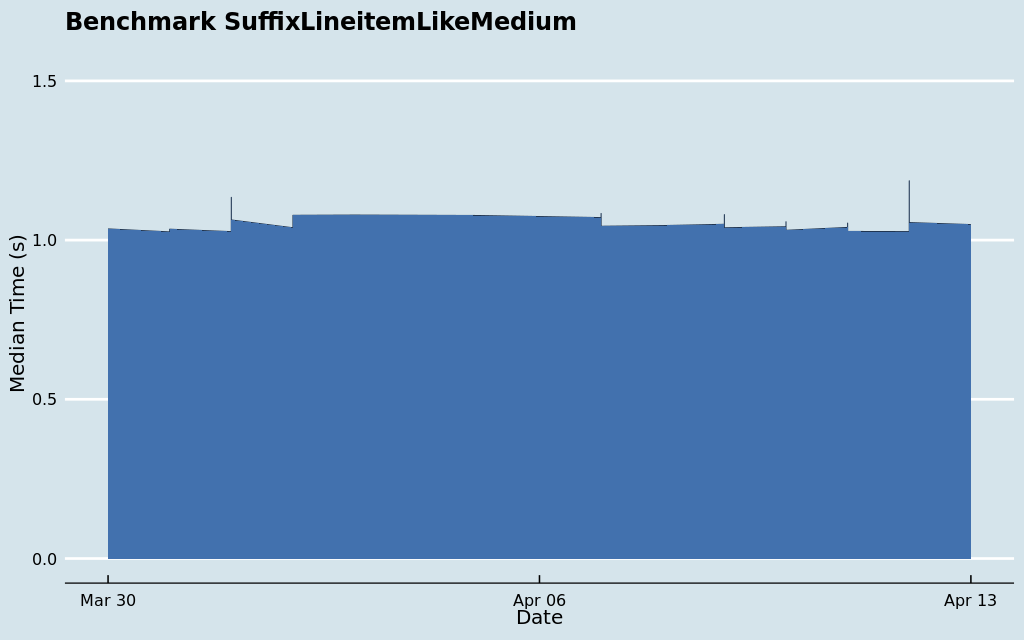 Benchmark SuffixLineitemLikeMedium
1.5
1.0
0.5
0.0
Median Time (s)
Mar 30
Apr 06
Apr 13
Date